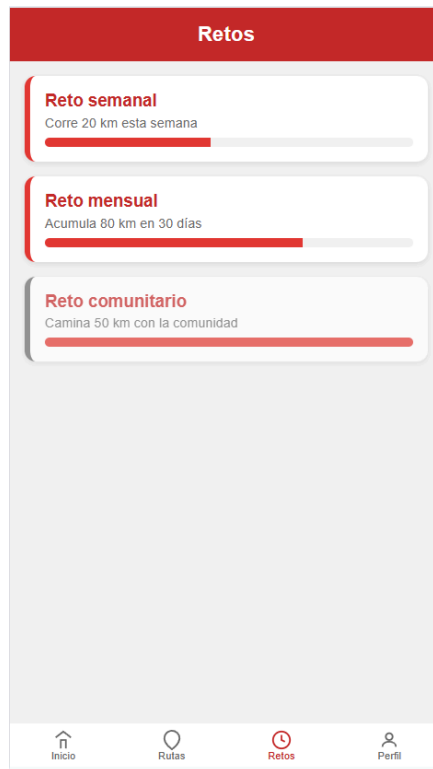 Retos
Reto semanal
Corre 20 km esta semana
Reto mensual
Acumula 80 km en 30 días
Reto comunitario
Camina 50 km con la comunidad
Inicio
Rutas
Retos
Perfil